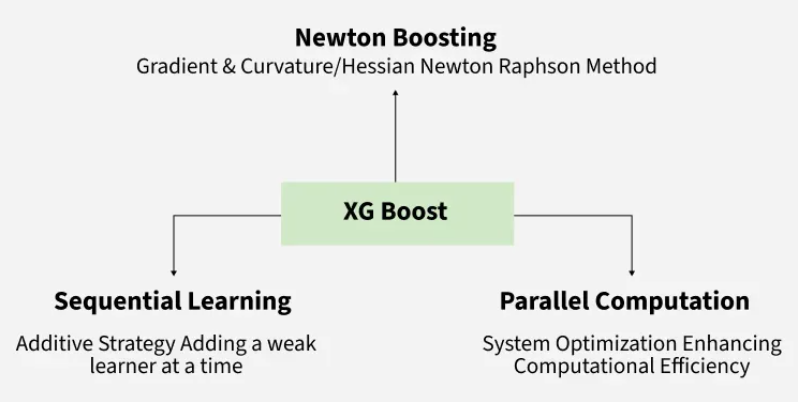 Newton Boosting
Gradient & Curvature/Hessian Newton Raphson Method
XG Boost
Sequential Learning
Additive Strategy Adding a weak
learner at a time
Parallel Computation
System Optimization Enhancing
Computational Efficiency